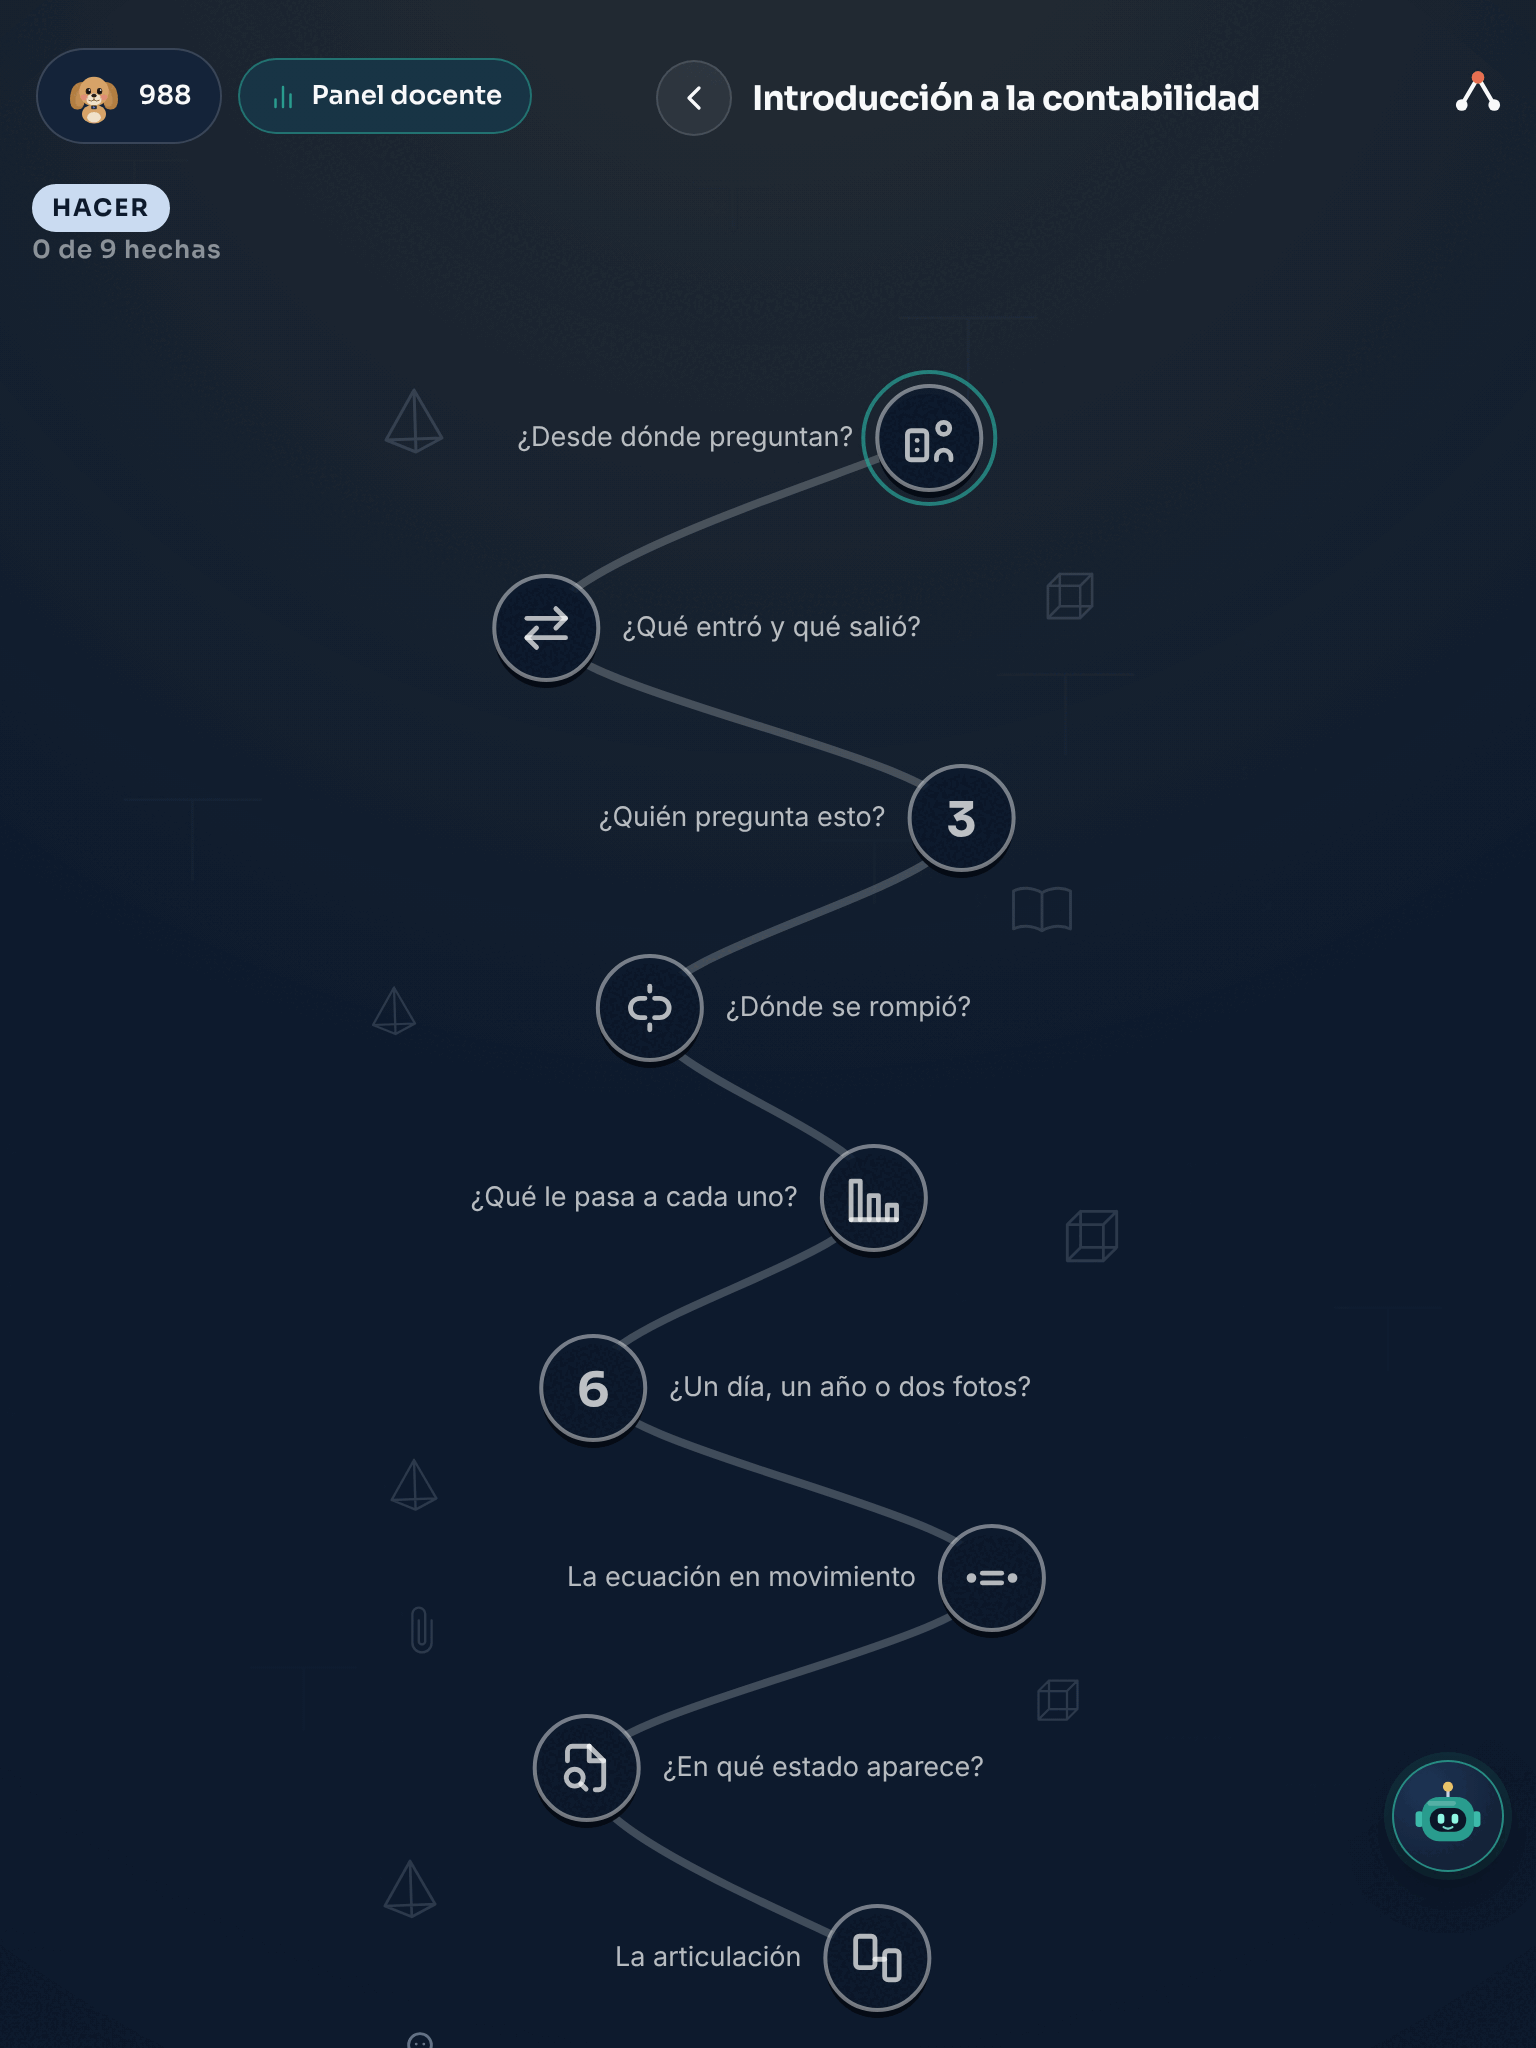 988
Panel docente
Introducción a la contabilidad
HACER
0 de 9 hechas
¿Desde dónde preguntan?
¿Qué entró y qué salió?
¿Quién pregunta esto?
3
¿Dónde se rompió?
¿Qué le pasa a cada uno?
6
¿Un día, un año o dos fotos?
La ecuación en movimiento
¿En qué estado aparece?
La articulación